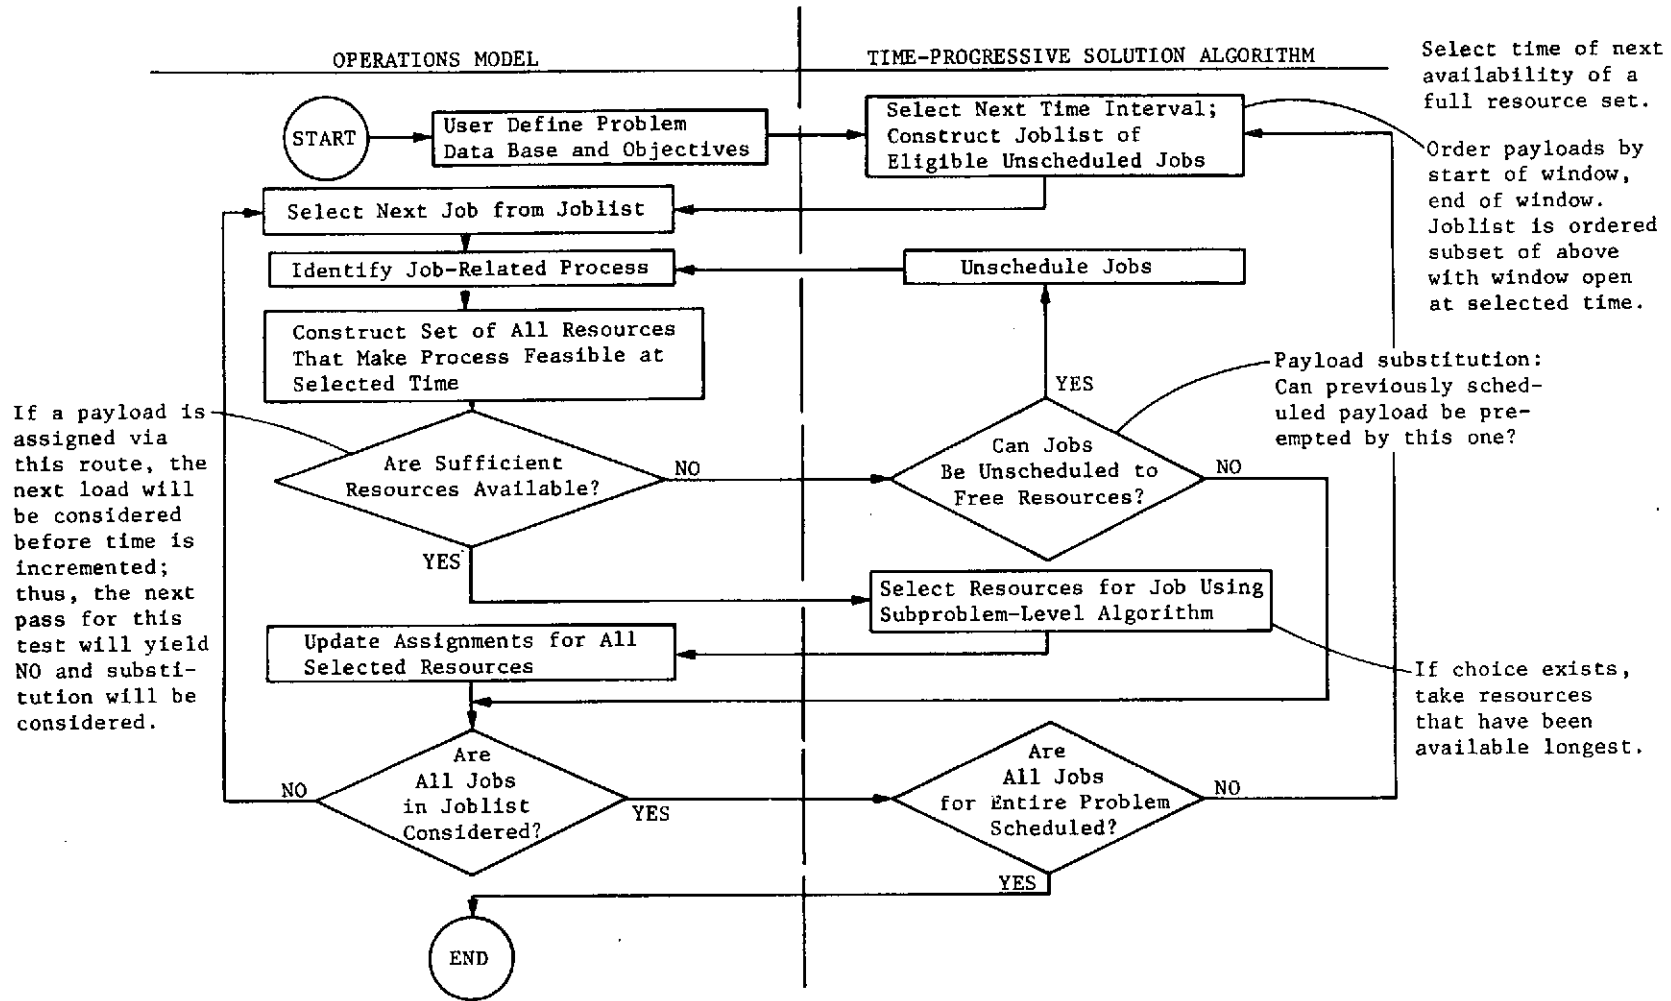 OPERATIONS MODEL
TIME-PROGRESSIVE SOLUTION ALGORITHM
Select time of next
availability of a
full resource set.
START
User Define Problem
Data Base and Objectives
Select Next Time Interval;
Construct Joblist of
Eligible Unscheduled Jobs
Order payloads by
start of window,
end of window.
Joblist is ordered
subset of above
with window open
at selected time.
Select Next Job from Joblist
Identify Job-Related Process
Unschedule Jobs
Construct Set of All Resources
That Make Process Feasible at
Selected Time
YES
Payload substitution:
Can previously sched-
uled payload be pre-
empted by this one?
If a payload is
assigned via
this route, the
next load will
be considered
before time is
incremented;
thus, the next
pass for this
test will yield
NO and substi-
tution will be
considered.
Are Sufficient
Resources Available?
NO
Can Jobs
Be Unscheduled to
Free Resources?
NO
YES
Select Resources for Job Using
Subproblem-Level Algorithm
Update Assignments for All
Selected Resources
If choice exists,
take resources
that have been
available longest.
NO
Are
All Jobs
in Joblist
Considered?
YES
Are
All Jobs
for Entire Problem
Scheduled?
NO
YES
END